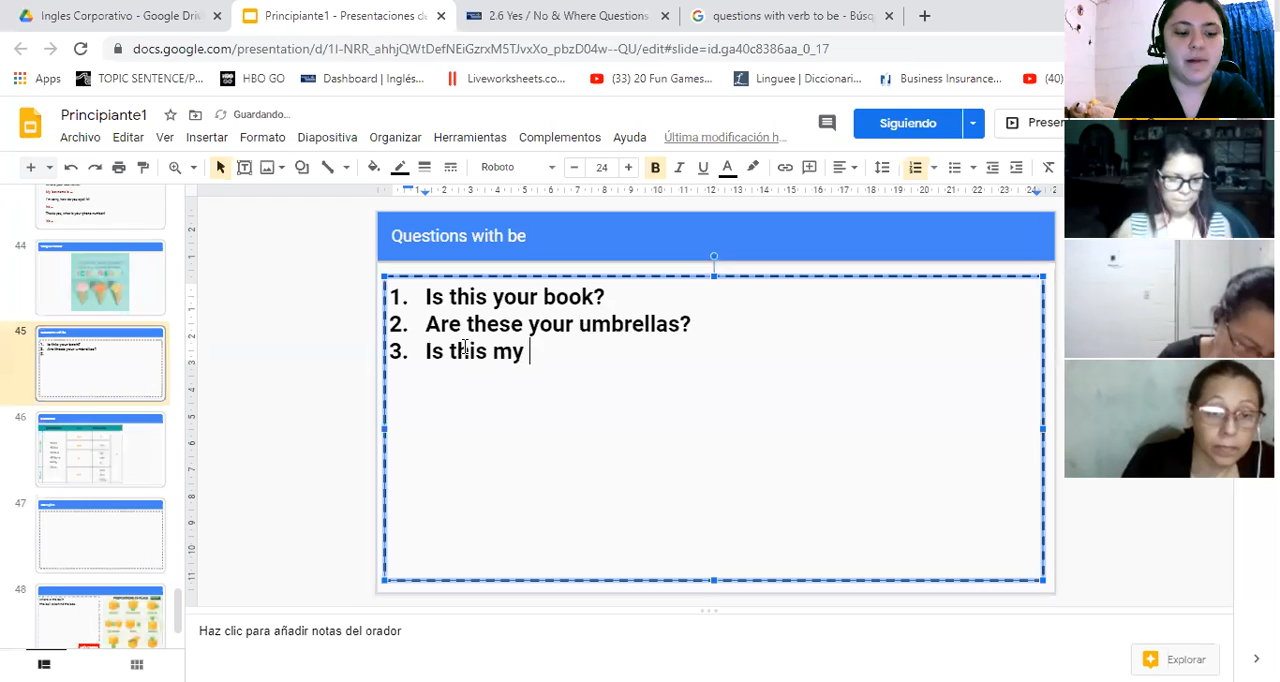 Ingles Corporativo - Google Driv
Principiante1 - Presentaciones de
2.6 Yes / No & Where Questions
questions with verb to be - Búsq
docs.google.com/presentation/d/1I-NRR_ahhjQWtDefNEiGzrxM5TJvxXo_pbzD04w--QU/edit#slide=id.ga40c8386aa_0_17
Apps
TOPIC SENTENCE/P...
HBO GO
Dashboard | Inglés...
Liveworksheets.co...
(33) 20 Fun Games...
Linguee | Diccionari...
Business Insurance...
(40)
Principiante1
Guardando...
Siguiendo
Presen
Archivo Editar Ver Insertar Formato Diapositiva Organizar Herramientas Complementos Ayuda Última modificación h...
Roboto
24
44
45
46
47
48
Questions with be
1. Is this your book?
2. Are these your umbrellas?
3. Is this my
Haz clic para añadir notas del orador
Explorar